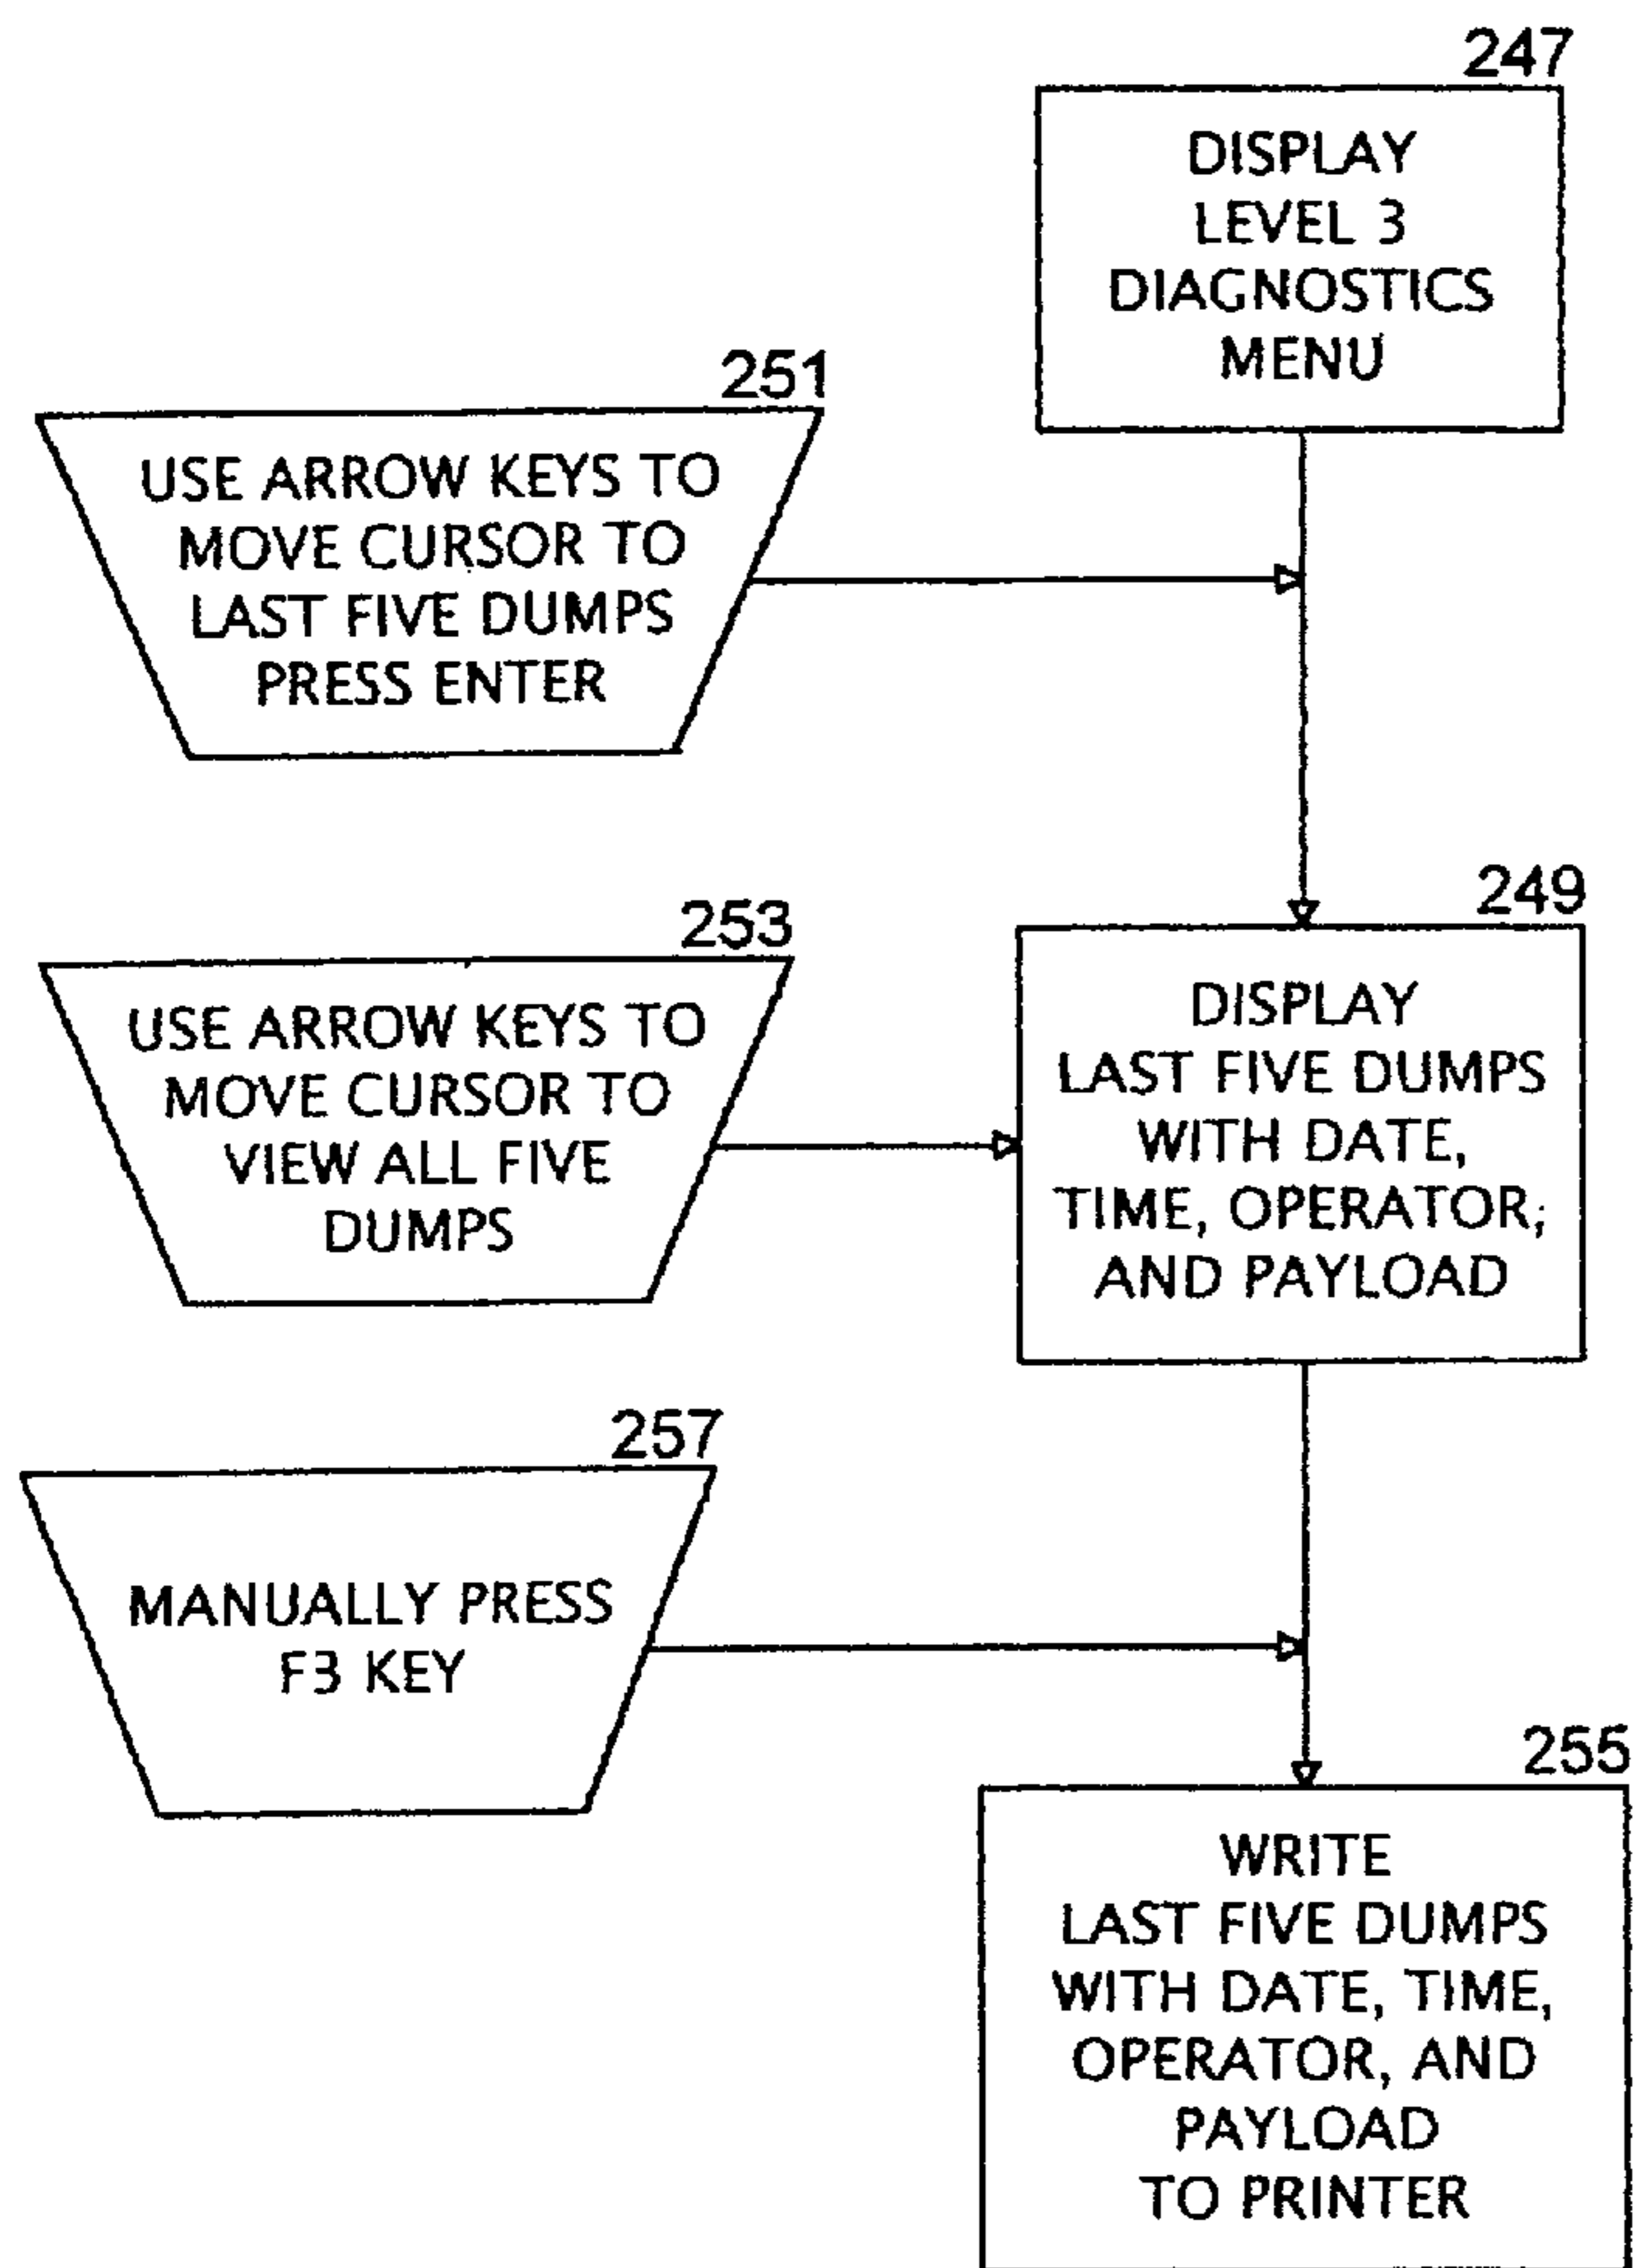 247
DISPLAY
LEVEL 3
DIAGNOSTICS
MENU
251
USE ARROW KEYS TO
MOVE CURSOR TO
LAST FIVE DUMPS
PRESS ENTER
249
DISPLAY
LAST FIVE DUMPS
WITH DATE,
TIME, OPERATOR,
AND PAYLOAD
253
USE ARROW KEYS TO
MOVE CURSOR TO
VIEW ALL FIVE
DUMPS
257
MANUALLY PRESS
F3 KEY
255
WRITE
LAST FIVE DUMPS
WITH DATE, TIME,
OPERATOR, AND
PAYLOAD
TO PRINTER